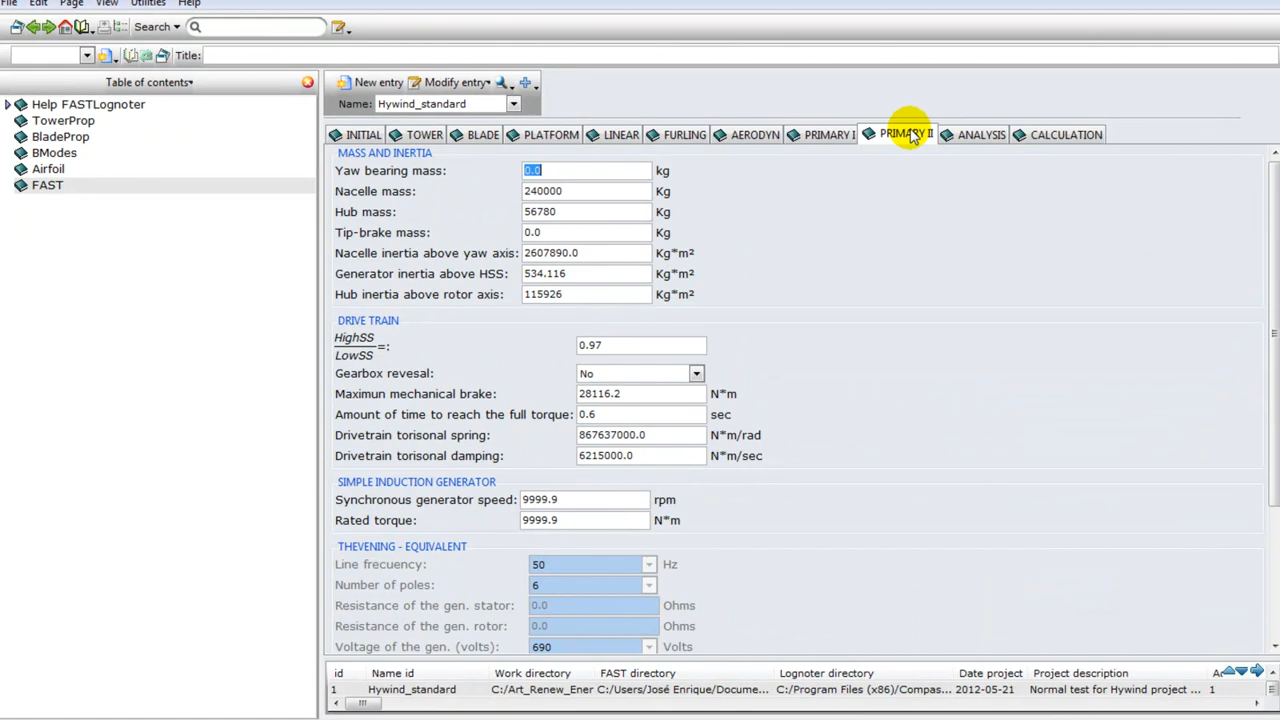 File Edit Page View Utilities Help
Search
Title:
Table of contents
Help FASTLognoter
TowerProp
BladeProp
BModes
Airfoil
FAST
New entry Modify entry
Name: Hywind_standard
INITIAL TOWER BLADE PLATFORM LINEAR FURLING AERODYN PRIMARY I PRIMARY II ANALYSIS CALCULATION
MASS AND INERTIA
Yaw bearing mass: 0.0 kg
Nacelle mass: 240000 Kg
Hub mass: 56780 Kg
Tip-brake mass: 0.0 Kg
Nacelle inertia above yaw axis: 2607890.0 Kg*m²
Generator inertia above HSS: 534.116 Kg*m²
Hub inertia above rotor axis: 115926 Kg*m²
DRIVE TRAIN
HighSS
=: 0.97
LowSS
Gearbox revesal: No
Maximun mechanical brake: 28116.2 N*m
Amount of time to reach the full torque: 0.6 sec
Drivetrain torisonal spring: 867637000.0 N*m/rad
Drivetrain torisonal damping: 6215000.0 N*m/sec
SIMPLE INDUCTION GENERATOR
Synchronous generator speed: 9999.9 rpm
Rated torque: 9999.9 N*m
THEVENING - EQUIVALENT
Line frecuency: 50 Hz
Number of poles: 6
Resistance of the gen. stator: 0.0 Ohms
Resistance of the gen. rotor: 0.0 Ohms
Voltage of the gen. (volts): 690 Volts
id Name id Work directory FAST directory Lognoter directory Date project Project description
1 Hywind_standard C:/Art_Renew_Ener C:/Users/José Enrique/Docume... C:/Program Files (x86)/Compas... 2012-05-21 Normal test for Hywind project ... 1